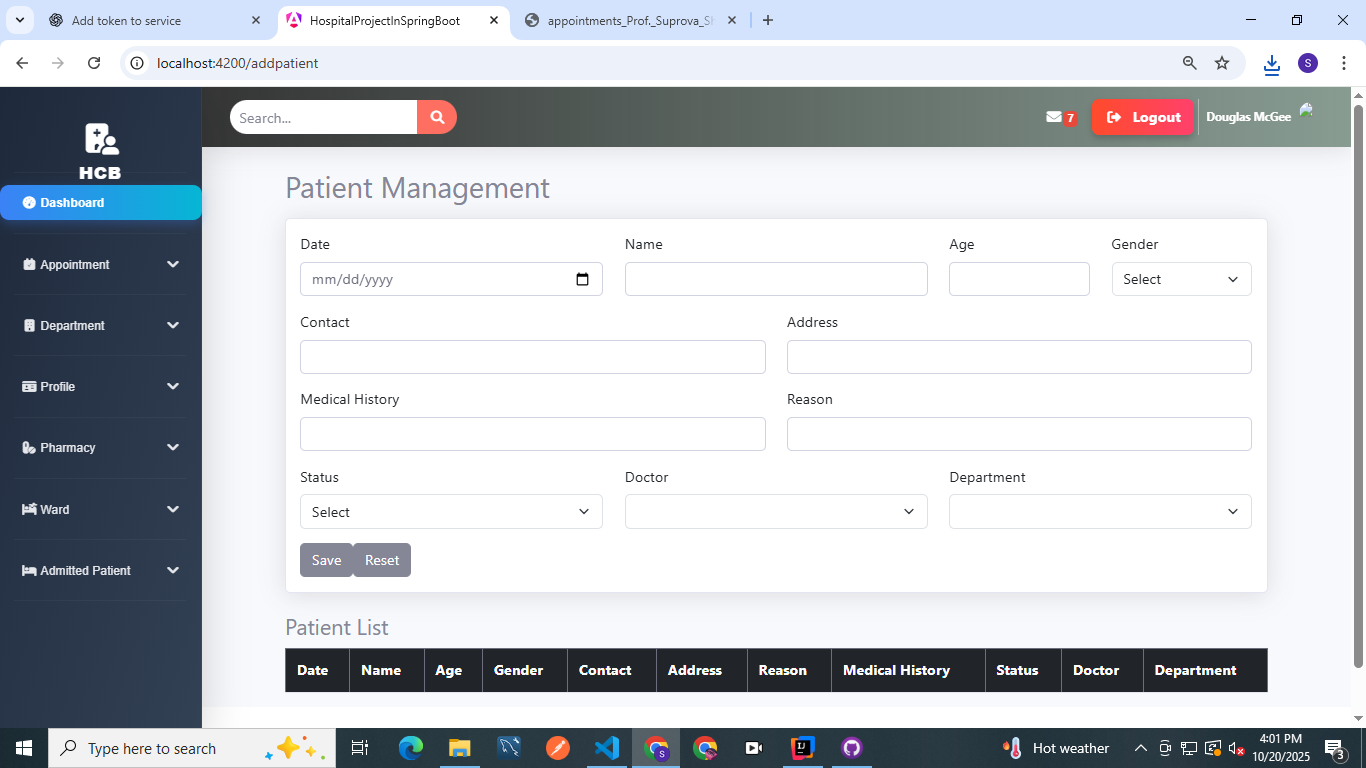 Add token to service
HospitalProjectInSpringBoot
appointments_Prof._Suprova_S
localhost:4200/addpatient
S
HCB
Dashboard
Appointment
Department
Profile
Pharmacy
Ward
Admitted Patient
Search...
7
Logout
Douglas McGee
Patient Management
Date Name Age Gender
mm/dd/yyyy Select
Contact Address
Medical History Reason
Status Doctor Department
Select
Save Reset
Patient List
Date Name Age Gender Contact Address Reason Medical History Status Doctor Department
Type here to search
S
IJ
Hot weather
4:01 PM
10/20/2025
3